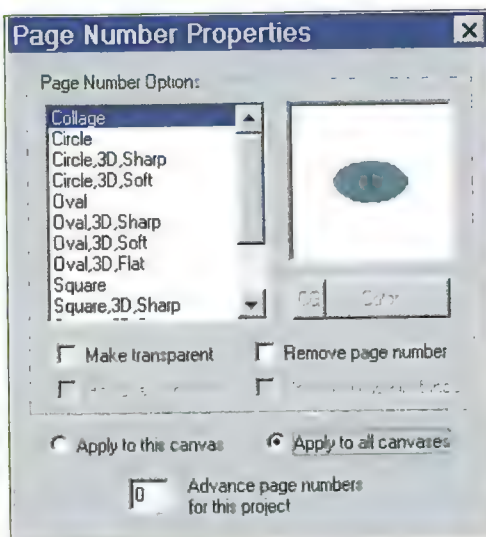 Page Number Properties
Page Number Options
Collage
Circle
Circle,3D,Sharp
Circle,3D,Soft
Oval
Oval,3D,Sharp
Oval,3D,Soft
Oval,3D,Flat
Square
Square,3D,Sharp
Color
Make transparent
Remove page number
Apply to this canvas
Apply to all canvases
0
Advance page numbers
for this project